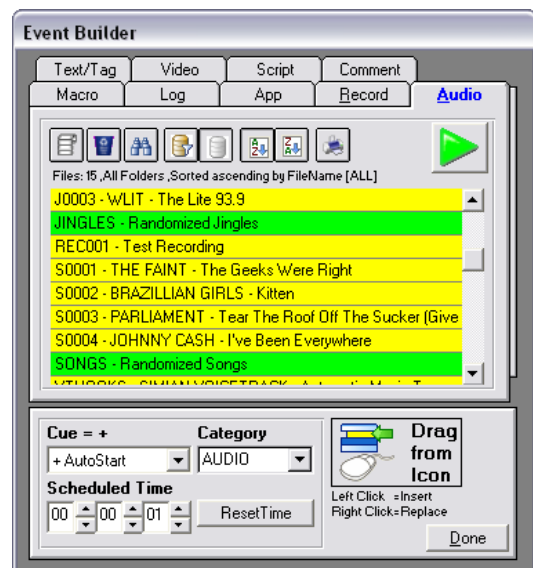 Event Builder
Text/Tag Video Script Comment
Macro Log App Record Audio
Files: 15 ,All Folders ,Sorted ascending by FileName [ALL]
J0003 - WLIT - The Lite 93.9
JINGLES - Randomized Jingles
REC001 - Test Recording
S0001 - THE FAINT - The Geeks Were Right
S0002 - BRAZILLIAN GIRLS - Kitten
S0003 - PARLIAMENT - Tear The Roof Off The Sucker (Give
S0004 - JOHNNY CASH - I've Been Everywhere
SONGS - Randomized Songs
Cue = + Category
+ AutoStart AUDIO
Scheduled Time
00 00 01 ResetTime
Drag
from
Icon
Left Click =Insert
Right Click=Replace
Done